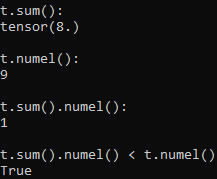 t.sum():
tensor(8.)
t.numel():
9
t.sum().numel():
1
t.sum().numel() < t.numel()
True